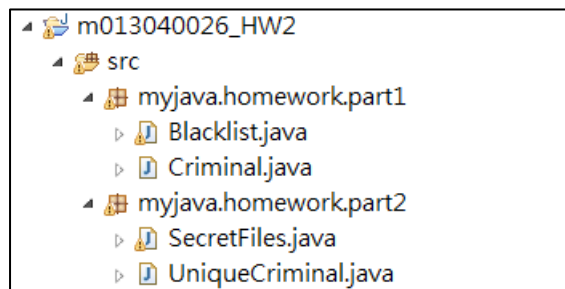 m013040026_HW2
src
myjava.homework.part1
Blacklist.java
Criminal.java
myjava.homework.part2
SecretFiles.java
UniqueCriminal.java